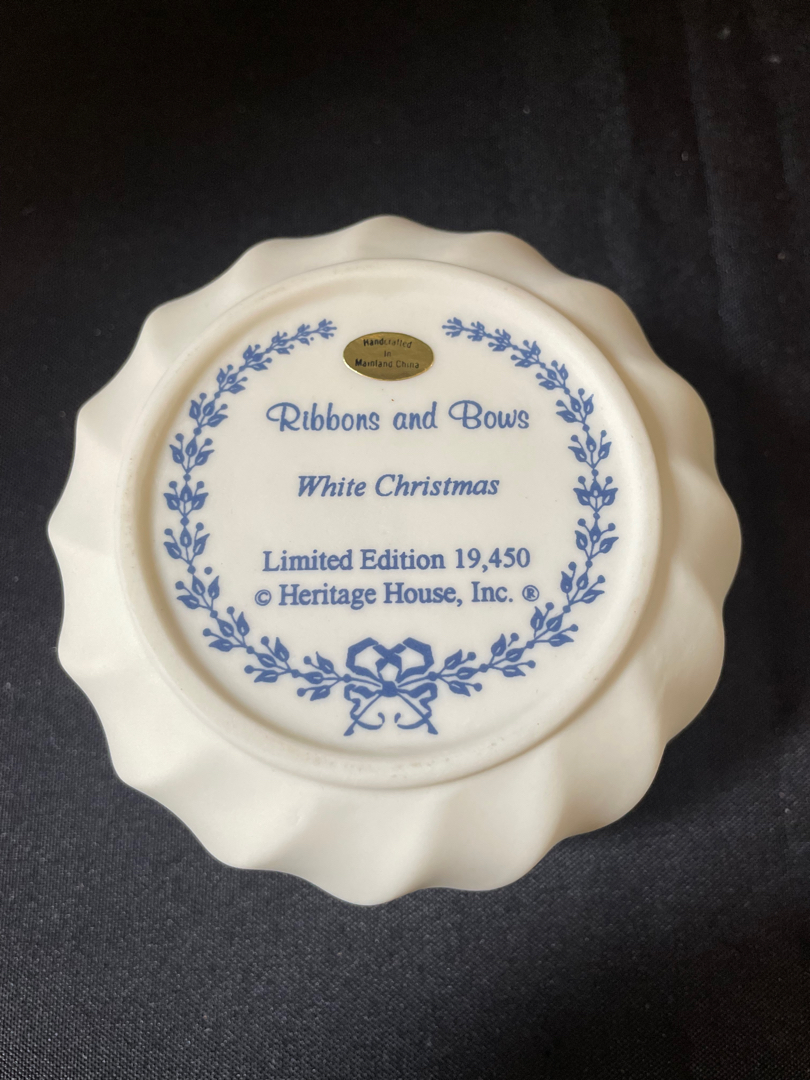 Handcrafted
in
Mainland China
Ribbons and Bows
White Christmas
Limited Edition 19,450
© Heritage House, Inc. ®